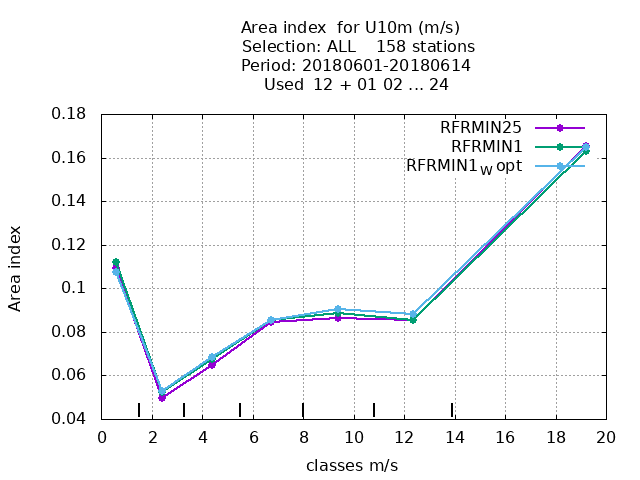 Area index  for U10m (m/s)
Selection: ALL    158 stations
Period: 20180601-20180614
Used  12 + 01 02 ... 24
0.18
0.16
0.14
0.12
0.1
0.08
0.06
0.04
Area index
RFRMIN25
RFRMIN1
RFRMIN1w opt
0 2 4 6 8 10 12 14 16 18 20
classes m/s